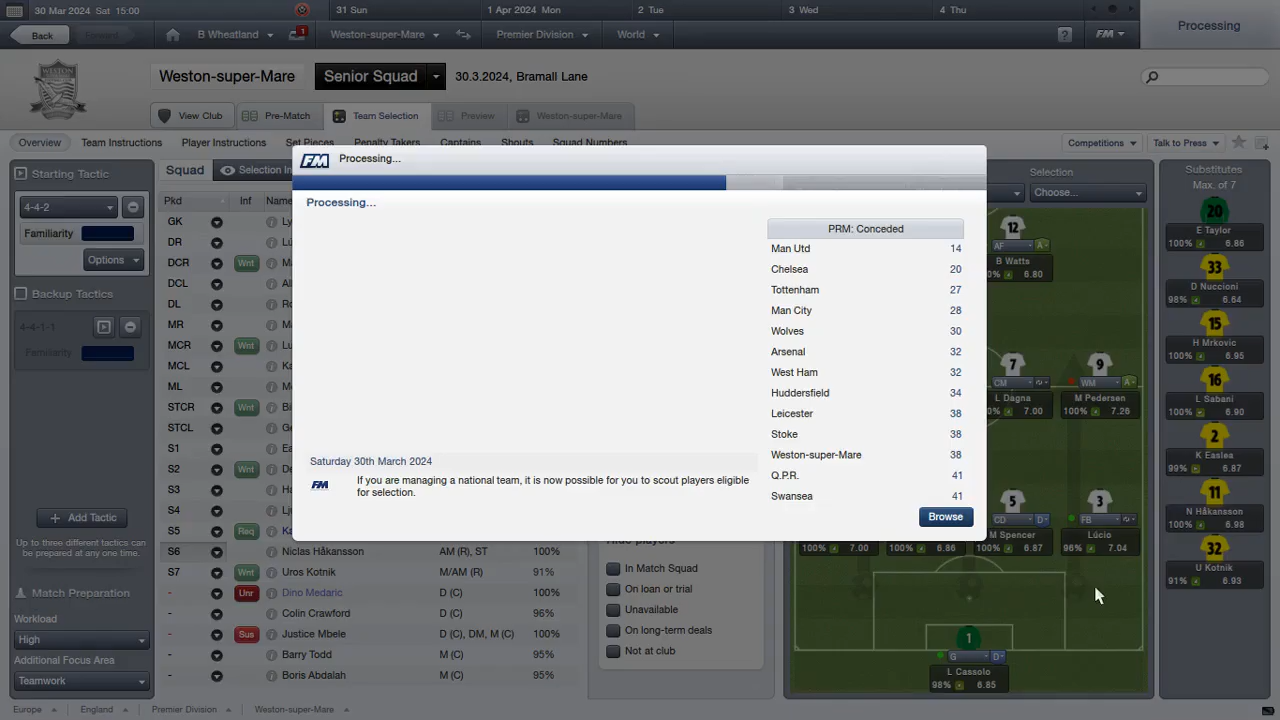 30 Mar 2024 Sat 15:00
31 Sun
1 Apr 2024 Mon
2 Tue
3 Wed
4 Thu
Processing
Back
Forward
B Wheatland
1
Weston-super-Mare
Premier Division
World
?
FM
Weston-super-Mare
Senior Squad
30.3.2024, Bramall Lane
View Club
Pre-Match
Team Selection
Preview
Weston-super-Mare
Overview
Team Instructions
Player Instructions
Set Pieces
Penalty Takers
Captains
Shouts
Squad Numbers
Competitions
Talk to Press
Starting Tactic
4-4-2
Familiarity
Options
Backup Tactics
4-4-1-1
Familiarity
Add Tactic
Up to three different tactics can
be prepared at any one time.
Match Preparation
Workload
High
Additional Focus Area
Teamwork
Squad
Selection In
Pkd
Inf
Name
GK
Ly
DR
DCR
Wnt
DCL
DL
MR
MCR
Wnt
MCL
ML
STCR
Wnt
STCL
S1
S2
Wnt
S3
S4
S5
Req
S6
Niclas Håkansson
AM (R), ST
100%
S7
Wnt
Uros Kotnik
M/AM (R)
91%
-
Unr
Dino Medaric
D (C)
-
Colin Crawford
D (C)
96%
-
Sus
Justice Mbele
D (C), DM, M (C)
100%
-
Barry Todd
M (C)
95%
-
Boris Abdalah
M (C)
95%
FM
Processing...
Processing...
PRM: Conceded
Man Utd 14
Chelsea 20
Tottenham 27
Man City 28
Wolves 30
Arsenal 32
West Ham 32
Huddersfield 34
Leicester 38
Stoke 38
Weston-super-Mare 38
Q.P.R. 41
Swansea 41
Saturday 30th March 2024
FM
If you are managing a national team, it is now possible for you to scout players eligible
for selection.
Browse
Hide players
In Match Squad
On loan or trial
Unavailable
On long-term deals
Not at club
Selection
Choose...
12
AF
A
B Watts
0% 6.80
7
CM
L Dagna
0% 7.00
9
WM
A
M Pedersen
100% 7.26
5
CD
D
M Spencer
100% 6.87
3
FB
Lúcio
96% 7.04
100% 7.00
100% 6.86
1
G
D
L Cassolo
98% 6.85
Substitutes
Max. of 7
20
E Taylor
100% 6.86
33
D Nuccioni
98% 6.64
15
H Mrkovic
100% 6.95
16
L Sabani
100% 6.90
2
K Easlea
99% 6.87
11
N Håkansson
100% 6.98
32
U Kotnik
91% 6.93
Europe
England
Premier Division
Weston-super-Mare